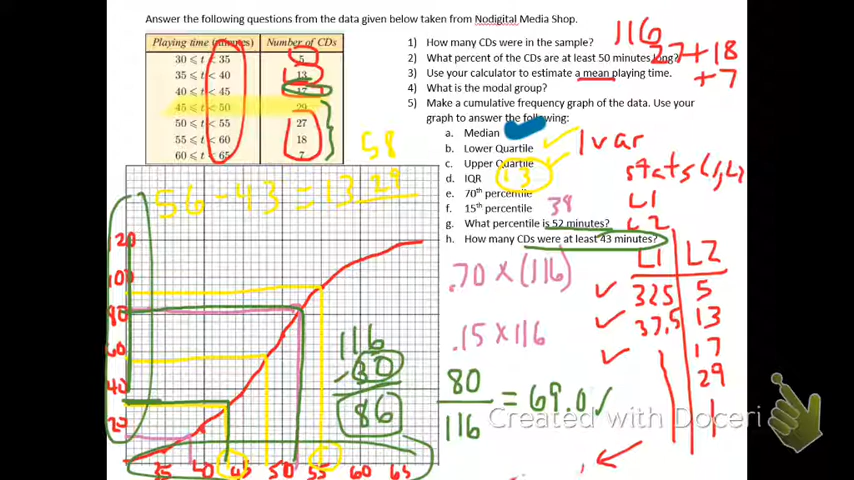 Answer the following questions from the data given below taken from Nodigital Media Shop.
Playing time (minutes) Number of CDs
30 ⩽ t < 35 5
35 ⩽ t < 40 13
40 ⩽ t < 45 17
45 ⩽ t < 50 29
50 ⩽ t < 55 27
55 ⩽ t < 60 18
60 ⩽ t < 65 7
1) How many CDs were in the sample? 116
2) What percent of the CDs are at least 50 minutes long?
27+18
+7
3) Use your calculator to estimate a mean playing time.
4) What is the modal group?
5) Make a cumulative frequency graph of the data. Use your
graph to answer the following:
a. Median
b. Lower Quartile
c. Upper Quartile
d. IQR 13
e. 70th percentile
f. 15th percentile 38
g. What percentile is 52 minutes?
h. How many CDs were at least 43 minutes?
1 var
stats (L1, L2)
L1
L2
58
29
56-43=13
120
100
80
60
40
20
35 40 45 50 55 60 65
116
-30
86
.70 x (116)
.15 x 116
80
116
= 69.0
L1 L2
32.5 5
37.5 13
17
29
Created with Doceri